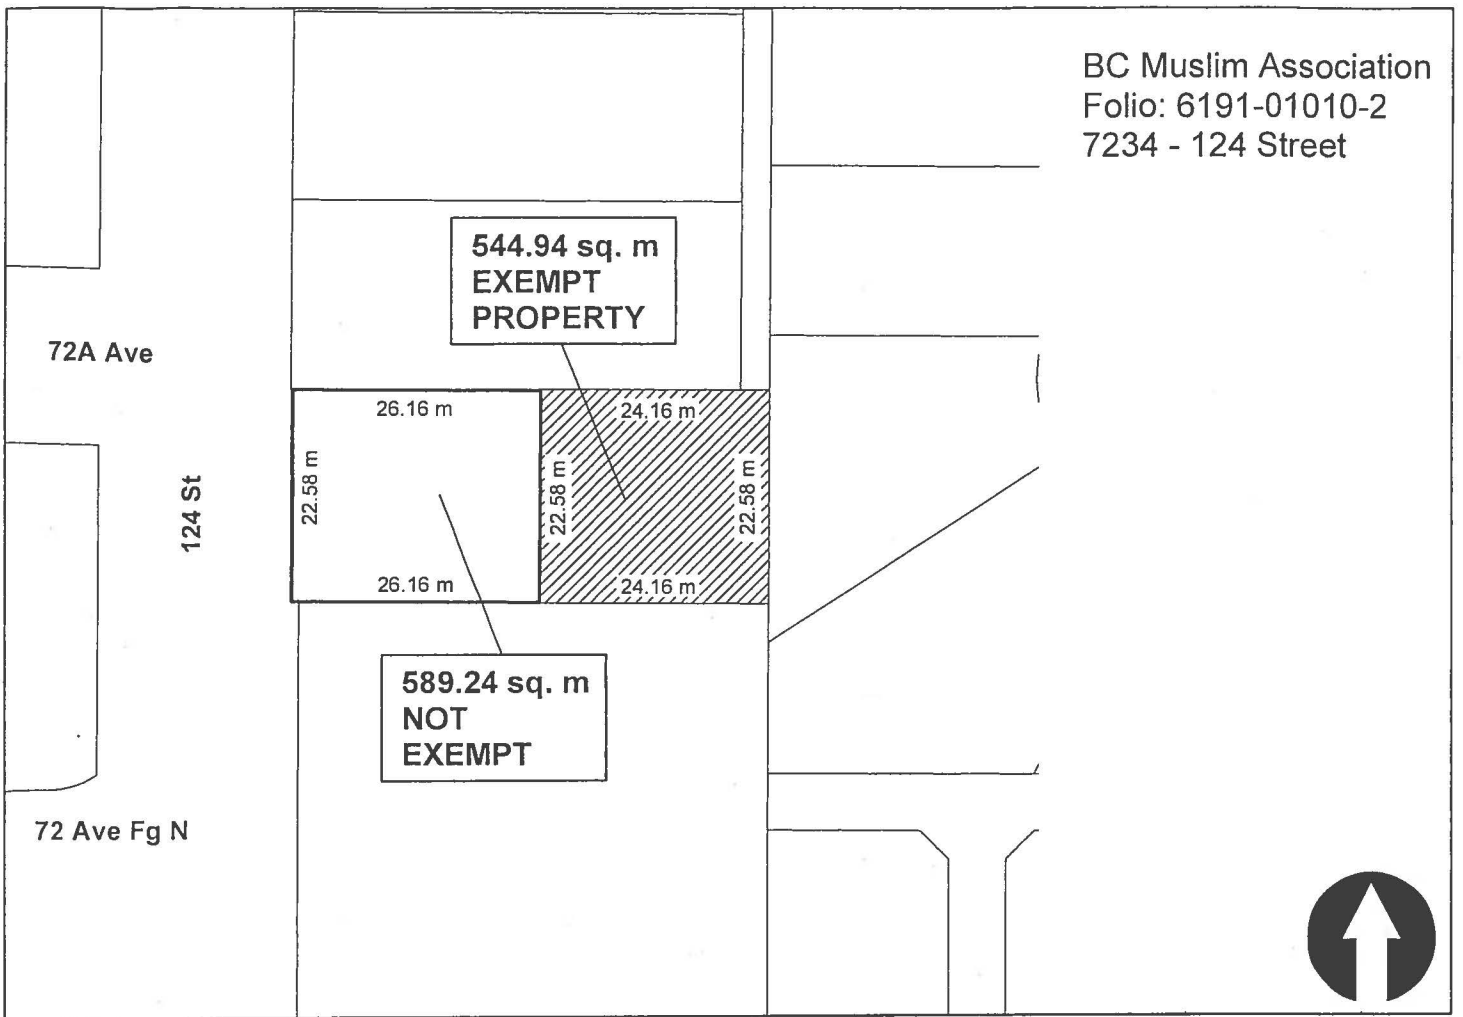 BC Muslim Association
Folio: 6191-01010-2
7234 - 124 Street
544.94 sq. m
EXEMPT
PROPERTY
72A Ave
26.16 m
24.16 m
124 St
22.58 m
22.58 m
22.58 m
26.16 m
24.16 m
589.24 sq. m
NOT
EXEMPT
72 Ave Fg N